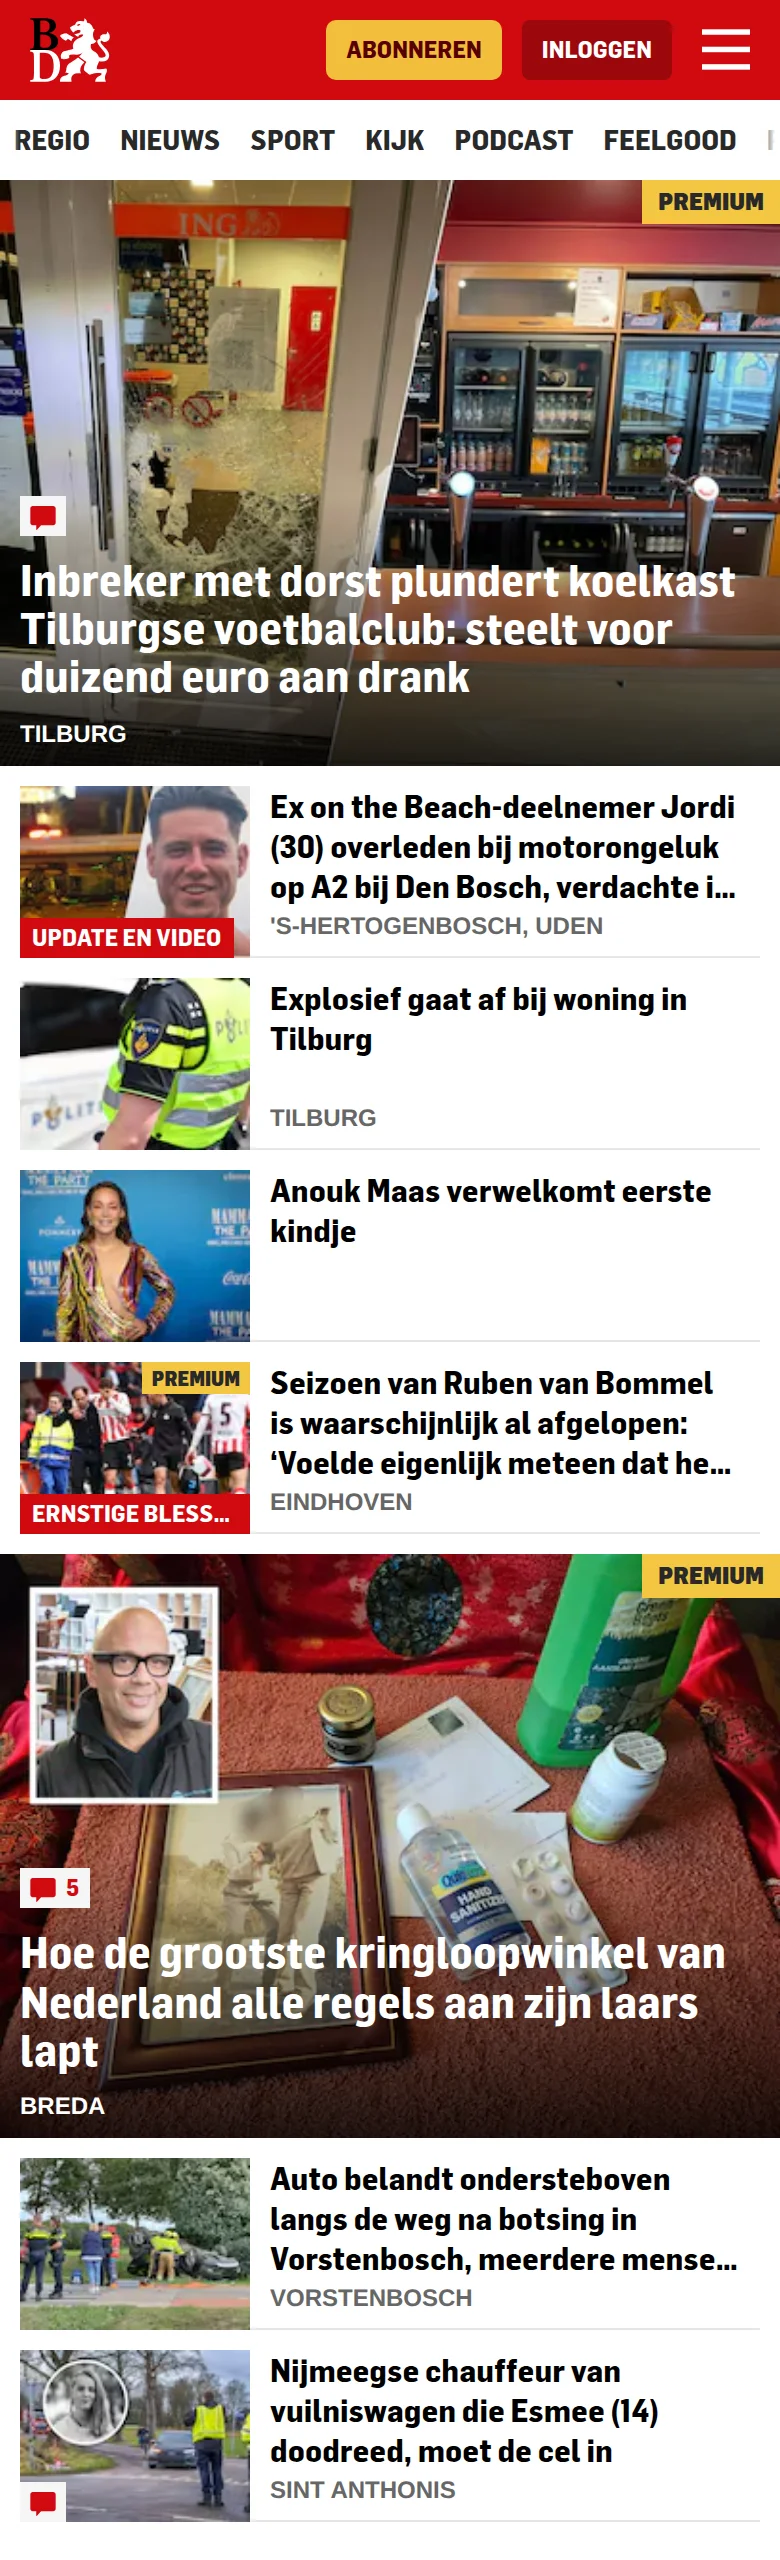 BD
ABONNEREN
INLOGGEN
REGIO NIEUWS SPORT KIJK PODCAST FEELGOOD
ING
PREMIUM
Inbreker met dorst plundert koelkast
Tilburgse voetbalclub: steelt voor
duizend euro aan drank
TILBURG
UPDATE EN VIDEO
Ex on the Beach-deelnemer Jordi
(30) overleden bij motorongeluk
op A2 bij Den Bosch, verdachte i...
'S-HERTOGENBOSCH, UDEN
Explosief gaat af bij woning in
Tilburg
TILBURG
Anouk Maas verwelkomt eerste
kindje
PREMIUM
5
ERNSTIGE BLESS...
Seizoen van Ruben van Bommel
is waarschijnlijk al afgelopen:
‘Voelde eigenlijk meteen dat he...
EINDHOVEN
PREMIUM
HAND
SANITIZER
5
Hoe de grootste kringloopwinkel van
Nederland alle regels aan zijn laars
lapt
BREDA
Auto belandt ondersteboven
langs de weg na botsing in
Vorstenbosch, meerdere mense...
VORSTENBOSCH
Nijmeegse chauffeur van
vuilniswagen die Esmee (14)
doodreed, moet de cel in
SINT ANTHONIS